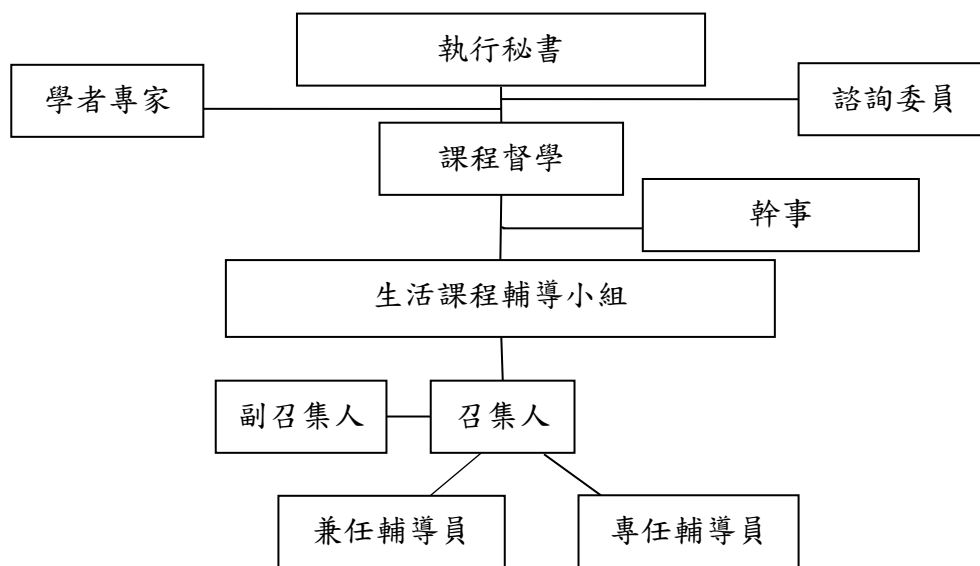 執行秘書
學者專家
諮詢委員
課程督學
幹事
生活課程輔導小組
副召集人
召集人
兼任輔導員
專任輔導員